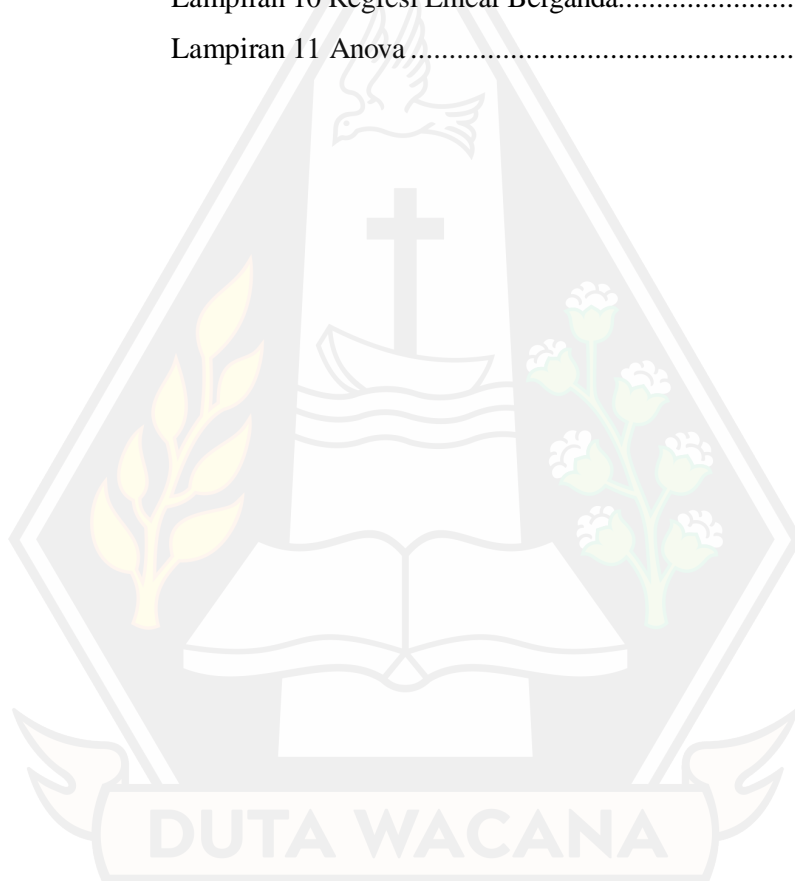 Lampiran 10 Regresi Linear Berganda.......................
Lampiran 11 Anova..................................................
DUTA WACANA